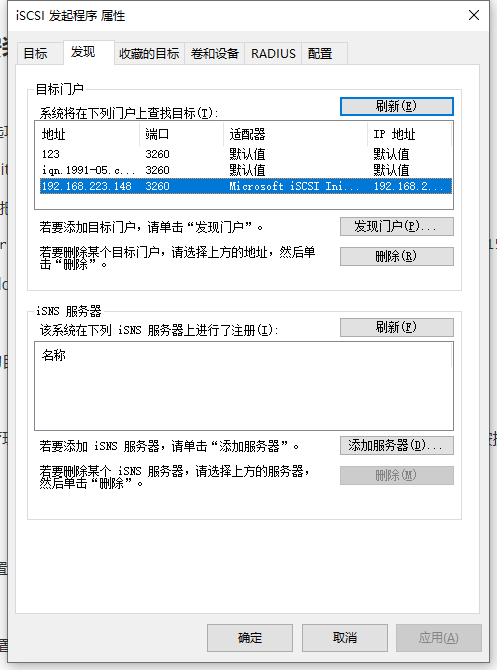 iSCSI 发起程序 属性
目标 发现 收藏的目标 卷和设备 RADIUS 配置
目标门户
系统将在下列门户上查找目标(T): 刷新(E)
地址 端口 适配器 IP 地址
123 3260 默认值 默认值
iqn.1991-05.c... 3260 默认值 默认值
192.168.223.148 3260 Microsoft iSCSI Ini... 192.168.2...
若要添加目标门户，请单击“发现门户”。 发现门户(P)...
若要删除某个目标门户，请选择上方的地址，然后单
击“删除”。 删除(R)
iSNS 服务器
该系统在下列 iSNS 服务器上进行了注册(I): 刷新(F)
名称
若要添加 iSNS 服务器，请单击“添加服务器”。 添加服务器(D)...
若要删除某个 iSNS 服务器，请选择上方的服务器，
然后单击“删除”。 删除(M)
确定 取消 应用(A)